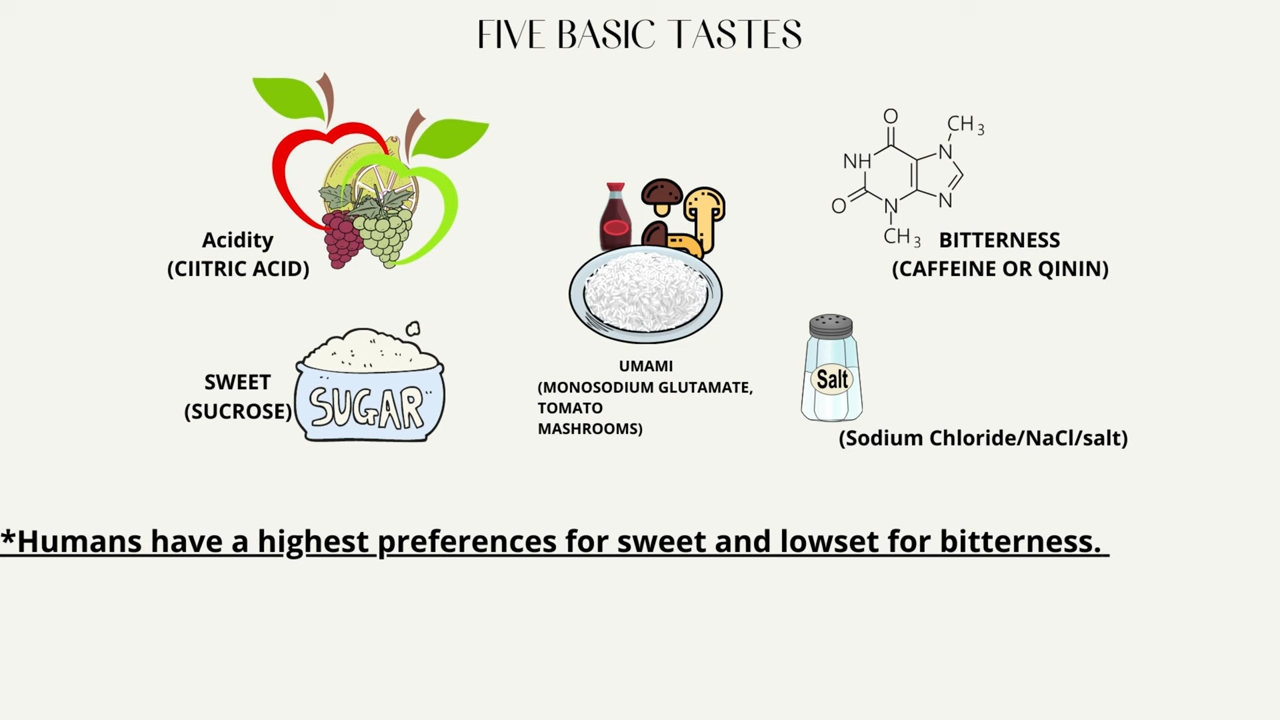 FIVE BASIC TASTES
O
CH3
NH
N
O
N
N
CH3
Acidity
(CIITRIC ACID)
BITTERNESS
(CAFFEINE OR QININ)
SWEET
(SUCROSE)
SUGAR
UMAMI
(MONOSODIUM GLUTAMATE,
TOMATO
MASHROOMS)
Salt
(Sodium Chloride/NaCl/salt)
*Humans have a highest preferences for sweet and lowset for bitterness.